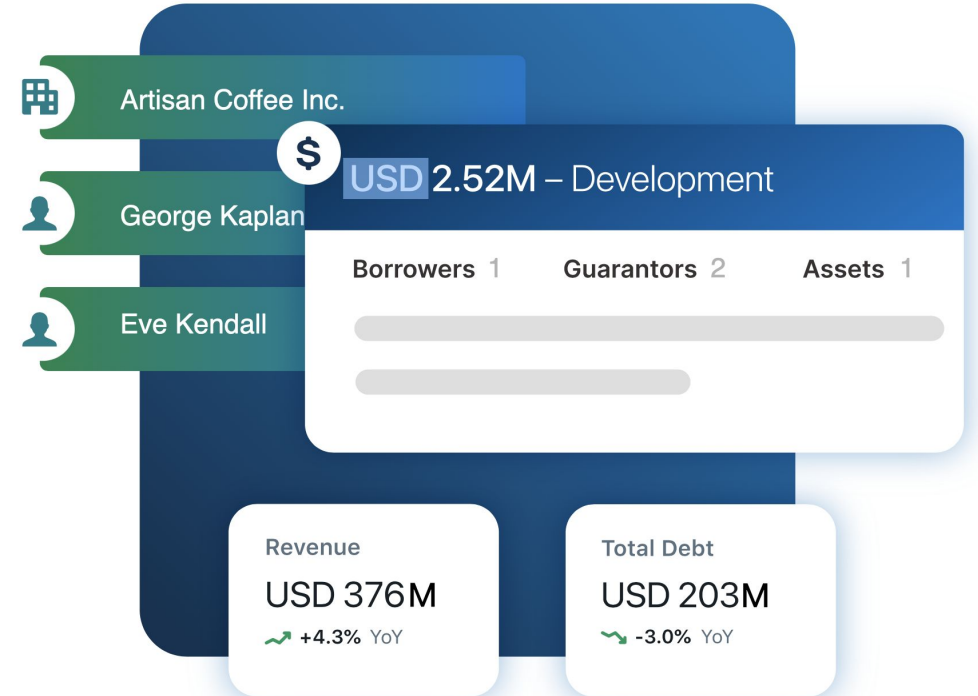 Artisan Coffee Inc.
$
USD 2.52M – Development
George Kaplan
Borrowers 1 Guarantors 2 Assets 1
Eve Kendall
Revenue
USD 376M
+4.3% YoY
Total Debt
USD 203M
-3.0% YoY